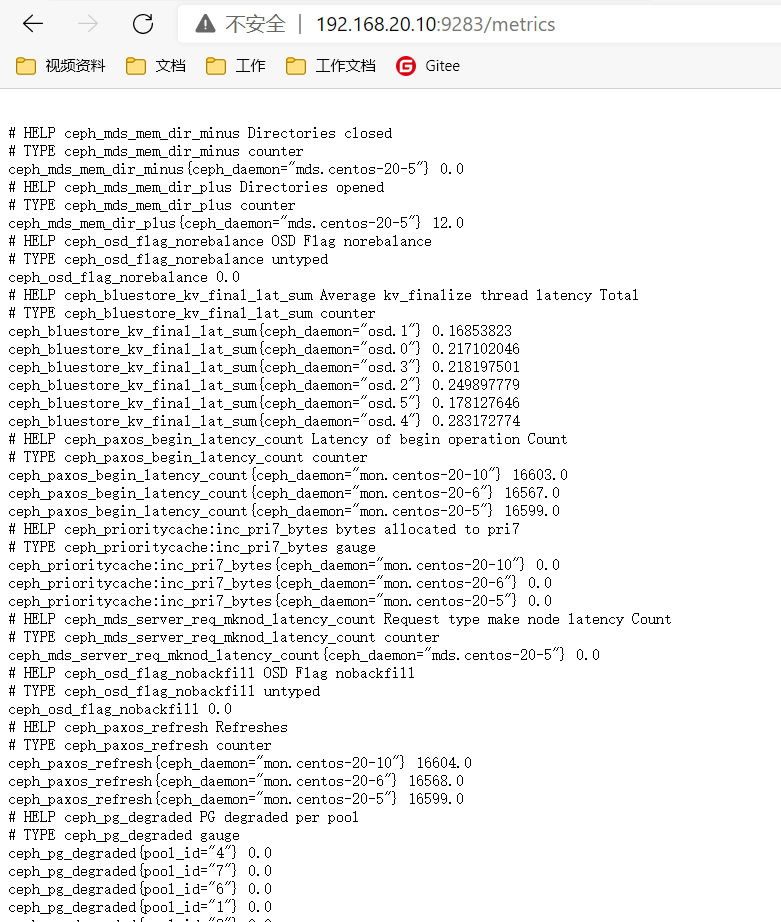 不安全 | 192.168.20.10:9283/metrics
视频资料 文档 工作 工作文档 G Gitee
# HELP ceph_mds_mem_dir_minus Directories closed
# TYPE ceph_mds_mem_dir_minus counter
ceph_mds_mem_dir_minus{ceph_daemon="mds.centos-20-5"} 0.0
# HELP ceph_mds_mem_dir_plus Directories opened
# TYPE ceph_mds_mem_dir_plus counter
ceph_mds_mem_dir_plus{ceph_daemon="mds.centos-20-5"} 12.0
# HELP ceph_osd_flag_norebalance OSD Flag norebalance
# TYPE ceph_osd_flag_norebalance untyped
ceph_osd_flag_norebalance 0.0
# HELP ceph_bluestore_kv_final_lat_sum Average kv_finalize thread latency Total
# TYPE ceph_bluestore_kv_final_lat_sum counter
ceph_bluestore_kv_final_lat_sum{ceph_daemon="osd.1"} 0.16853823
ceph_bluestore_kv_final_lat_sum{ceph_daemon="osd.0"} 0.217102046
ceph_bluestore_kv_final_lat_sum{ceph_daemon="osd.3"} 0.218197501
ceph_bluestore_kv_final_lat_sum{ceph_daemon="osd.2"} 0.249897779
ceph_bluestore_kv_final_lat_sum{ceph_daemon="osd.5"} 0.178127646
ceph_bluestore_kv_final_lat_sum{ceph_daemon="osd.4"} 0.283172774
# HELP ceph_paxos_begin_latency_count Latency of begin operation Count
# TYPE ceph_paxos_begin_latency_count counter
ceph_paxos_begin_latency_count{ceph_daemon="mon.centos-20-10"} 16603.0
ceph_paxos_begin_latency_count{ceph_daemon="mon.centos-20-6"} 16567.0
ceph_paxos_begin_latency_count{ceph_daemon="mon.centos-20-5"} 16599.0
# HELP ceph_prioritycache:inc_pri7_bytes bytes allocated to pri7
# TYPE ceph_prioritycache:inc_pri7_bytes gauge
ceph_prioritycache:inc_pri7_bytes{ceph_daemon="mon.centos-20-10"} 0.0
ceph_prioritycache:inc_pri7_bytes{ceph_daemon="mon.centos-20-6"} 0.0
ceph_prioritycache:inc_pri7_bytes{ceph_daemon="mon.centos-20-5"} 0.0
# HELP ceph_mds_server_req_mknod_latency_count Request type make node latency Count
# TYPE ceph_mds_server_req_mknod_latency_count counter
ceph_mds_server_req_mknod_latency_count{ceph_daemon="mds.centos-20-5"} 0.0
# HELP ceph_osd_flag_nobackfill OSD Flag nobackfill
# TYPE ceph_osd_flag_nobackfill untyped
ceph_osd_flag_nobackfill 0.0
# HELP ceph_paxos_refresh Refreshes
# TYPE ceph_paxos_refresh counter
ceph_paxos_refresh{ceph_daemon="mon.centos-20-10"} 16604.0
ceph_paxos_refresh{ceph_daemon="mon.centos-20-6"} 16568.0
ceph_paxos_refresh{ceph_daemon="mon.centos-20-5"} 16599.0
# HELP ceph_pg_degraded PG degraded per pool
# TYPE ceph_pg_degraded gauge
ceph_pg_degraded{pool_id="4"} 0.0
ceph_pg_degraded{pool_id="7"} 0.0
ceph_pg_degraded{pool_id="6"} 0.0
ceph_pg_degraded{pool_id="1"} 0.0